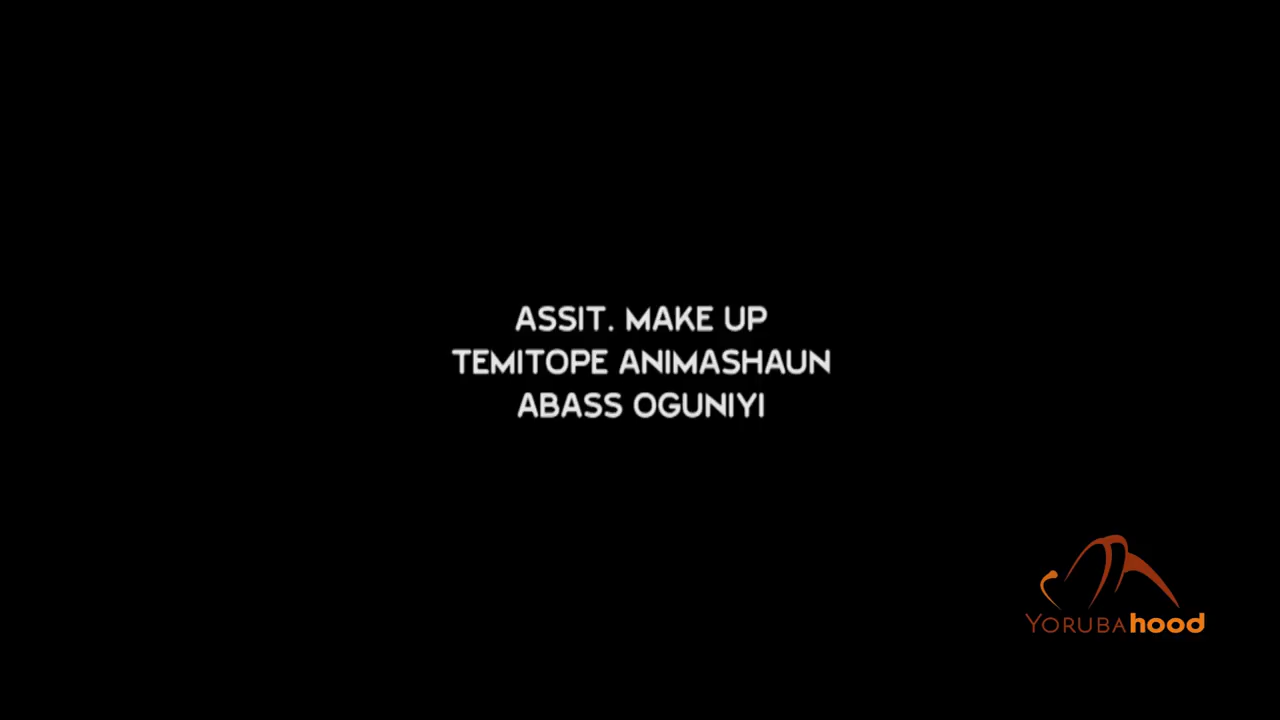 ASSIT. MAKE UP
TEMITOPE ANIMASHAUN
ABASS OGUNIYI
YORUBAhood